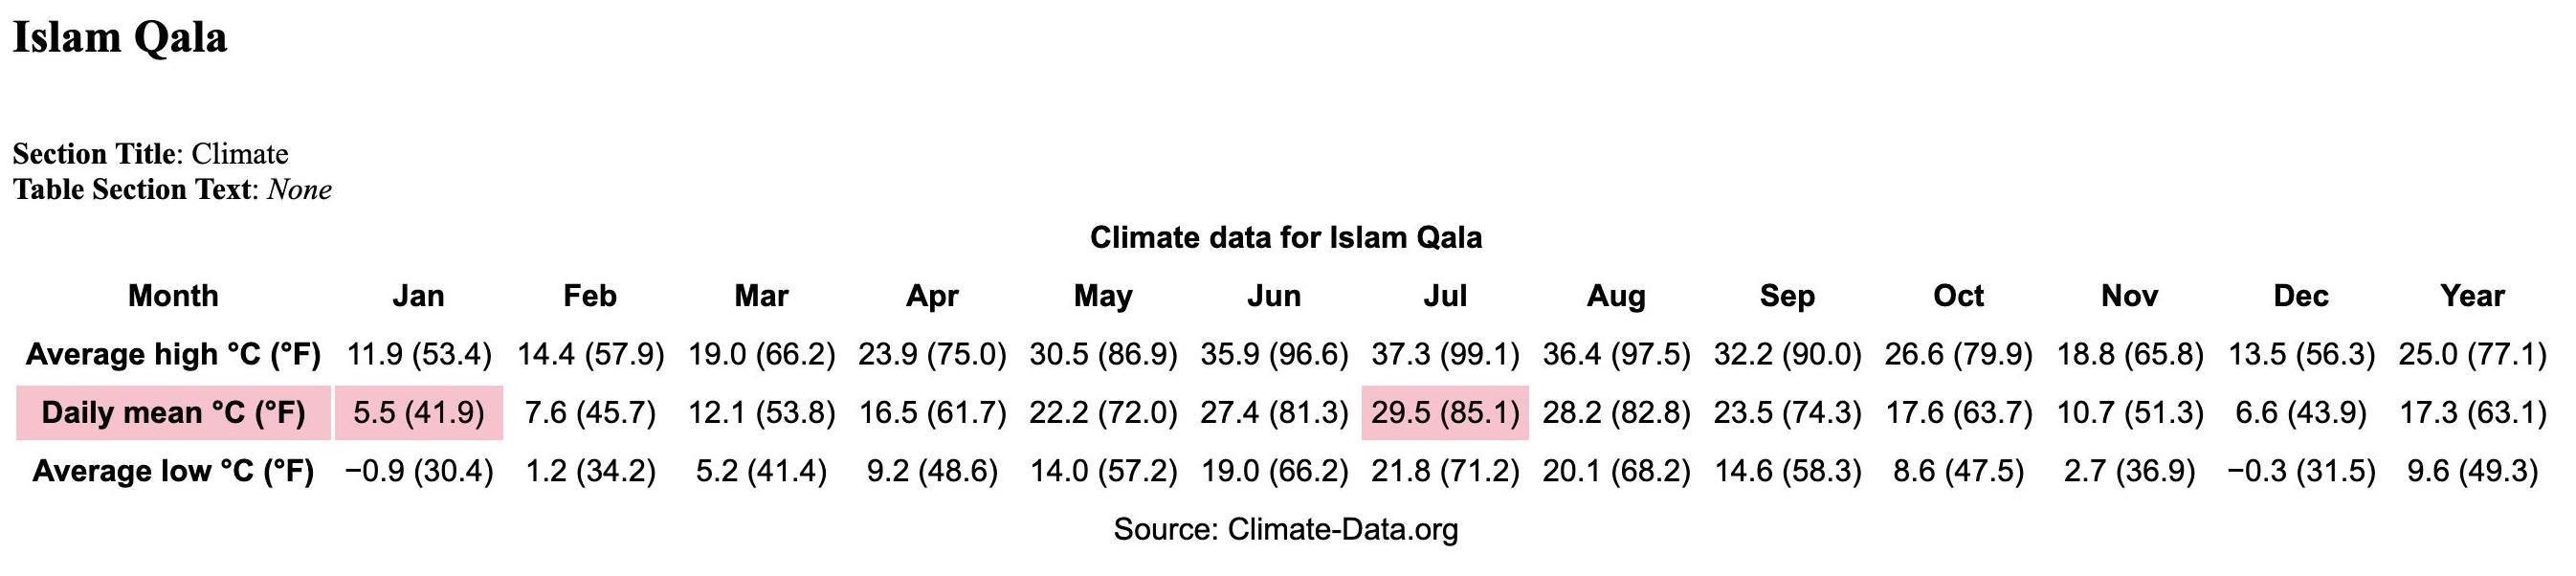 Islam Qala
Section Title: Climate
Table Section Text: None
Climate data for Islam Qala
Month Jan Feb Mar Apr May Jun Jul Aug Sep Oct Nov Dec Year
Average high °C (°F) 11.9 (53.4) 14.4 (57.9) 19.0 (66.2) 23.9 (75.0) 30.5 (86.9) 35.9 (96.6) 37.3 (99.1) 36.4 (97.5) 32.2 (90.0) 26.6 (79.9) 18.8 (65.8) 13.5 (56.3) 25.0 (77.1)
Daily mean °C (°F) 5.5 (41.9) 7.6 (45.7) 12.1 (53.8) 16.5 (61.7) 22.2 (72.0) 27.4 (81.3) 29.5 (85.1) 28.2 (82.8) 23.5 (74.3) 17.6 (63.7) 10.7 (51.3) 6.6 (43.9) 17.3 (63.1)
Average low °C (°F) −0.9 (30.4) 1.2 (34.2) 5.2 (41.4) 9.2 (48.6) 14.0 (57.2) 19.0 (66.2) 21.8 (71.2) 20.1 (68.2) 14.6 (58.3) 8.6 (47.5) 2.7 (36.9) −0.3 (31.5) 9.6 (49.3)
Source: Climate-Data.org